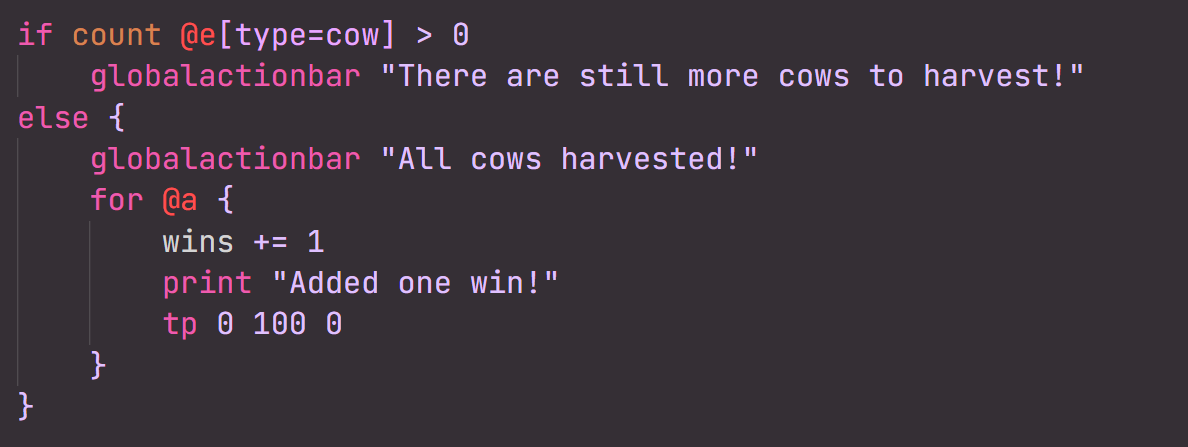 if count @e[type=cow] > 0
    globalactionbar "There are still more cows to harvest!"
else {
    globalactionbar "All cows harvested!"
    for @a {
        wins += 1
        print "Added one win!"
        tp 0 100 0
    }
}